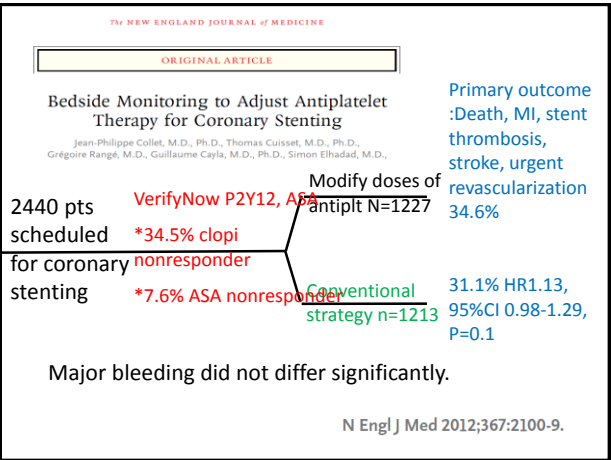 The NEW ENGLAND JOURNAL of MEDICINE
ORIGINAL ARTICLE
Bedside Monitoring to Adjust Antiplatelet
Therapy for Coronary Stenting
Jean-Philippe Collet, M.D., Ph.D., Thomas Cuisset, M.D., Ph.D.,
Grégoire Rangé, M.D., Guillaume Cayla, M.D., Ph.D., Simon Elhadad, M.D.,
2440 pts
scheduled
for coronary
stenting
VerifyNow P2Y12, ASA
*34.5% clopi
nonresponder
*7.6% ASA nonresponder
Modify doses of
antiplt N=1227
Primary outcome
:Death, MI, stent
thrombosis,
stroke, urgent
revascularization
34.6%
Conventional
strategy n=1213
31.1% HR1.13,
95%CI 0.98-1.29,
P=0.1
Major bleeding did not differ significantly.
N Engl J Med 2012;367:2100-9.